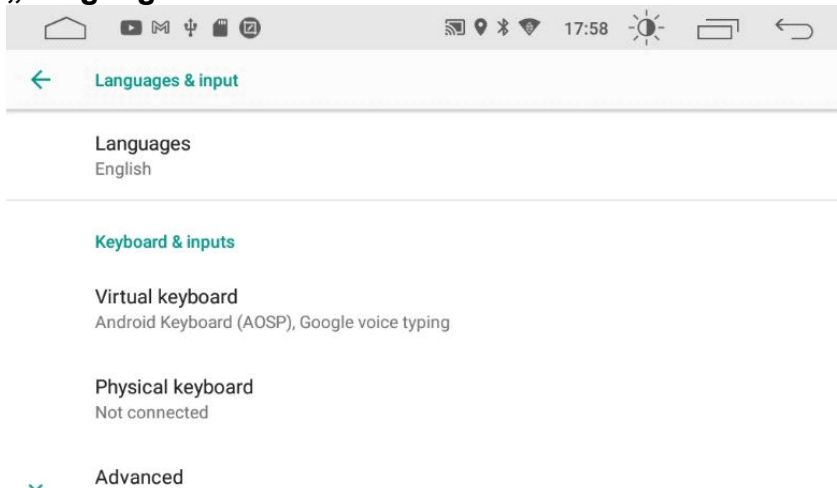 17:58
Languages & input
Languages
English
Keyboard & inputs
Virtual keyboard
Android Keyboard (AOSP), Google voice typing
Physical keyboard
Not connected
Advanced